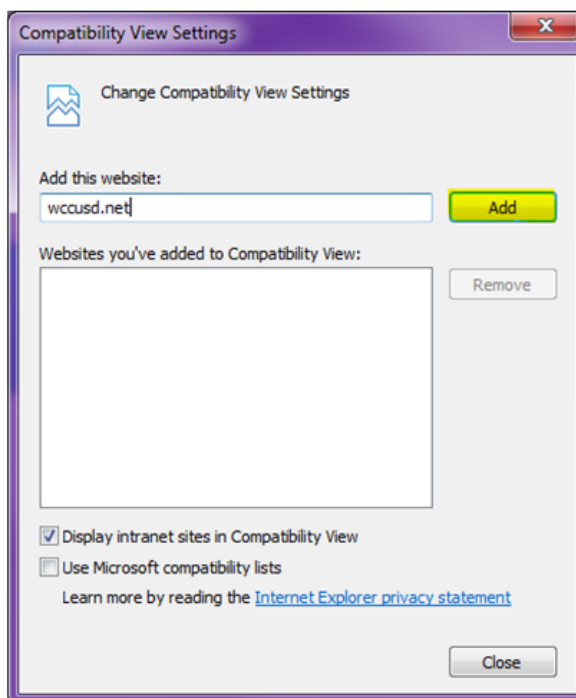 Compatibility View Settings
Change Compatibility View Settings
Add this website:
wccusd.net
Add
Websites you've added to Compatibility View:
Remove
Display intranet sites in Compatibility View
Use Microsoft compatibility lists
Learn more by reading the Internet Explorer privacy statement
Close